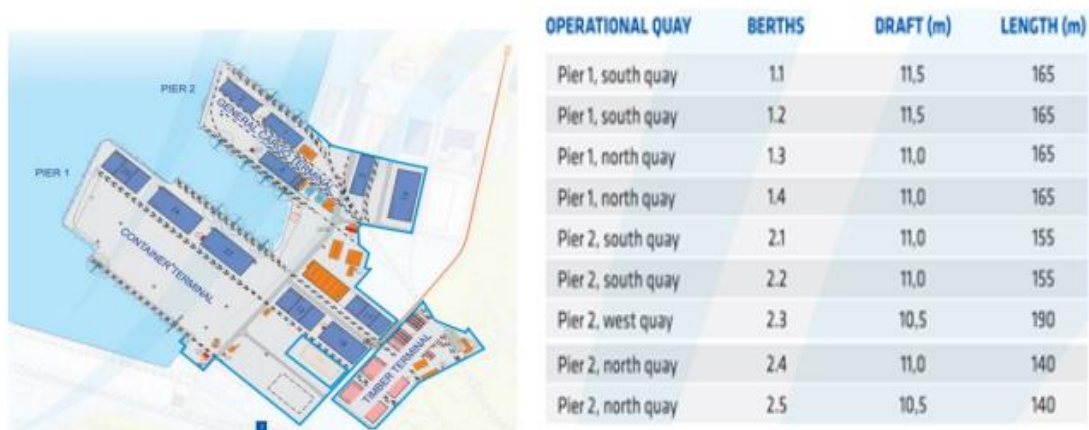 PIER 2
GENERAL CARGO TERMINAL
PIER 1
CONTAINER TERMINAL
TIMBER TERMINAL
OPERATIONAL QUAY BERTHS DRAFT (m) LENGTH (m)
Pier 1, south quay 1.1 11,5 165
Pier 1, south quay 1.2 11,5 165
Pier 1, north quay 1.3 11,0 165
Pier 1, north quay 1.4 11,0 165
Pier 2, south quay 2.1 11,0 155
Pier 2, south quay 2.2 11,0 155
Pier 2, west quay 2.3 10,5 190
Pier 2, north quay 2.4 11,0 140
Pier 2, north quay 2.5 10,5 140